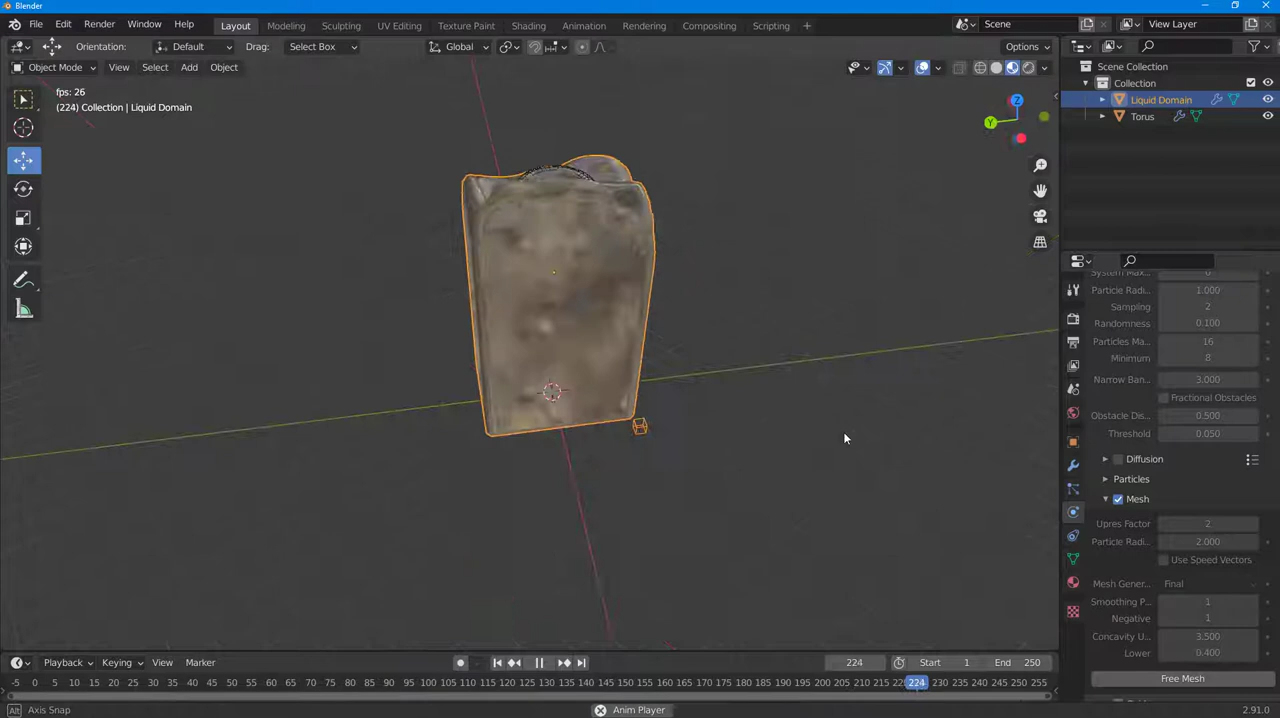 Blender
File Edit Render Window Help Layout Modeling Sculpting UV Editing Texture Paint Shading Animation Rendering Compositing Scripting + Scene View Layer
Orientation: Default Drag: Select Box Global Options
Object Mode View Select Add Object
fps: 26
(224) Collection | Liquid Domain
Z
Y
Scene Collection
Collection
Liquid Domain
Torus
Particle Radi... 1.000
Sampling 2
Randomness 0.100
Particles Ma... 16
Minimum 8
Narrow Ban... 3.000
Fractional Obstacles
Obstacle Dis... 0.500
Threshold 0.050
Diffusion
Particles
Mesh
Upres Factor 2
Particle Radi... 2.000
Use Speed Vectors
Mesh Gener... Final
Smoothing P... 1
Negative 1
Concavity U... 3.500
Lower 0.400
Free Mesh
Playback Keying View Marker 224 Start 1 End 250
-5 0 5 10 15 20 25 30 35 40 45 50 55 60 65 70 75 80 85 90 95 100 105 110 115 120 125 130 135 140 145 150 155 160 165 170 175 180 185 190 195 200 205 210 215 220 224 230 235 240 245 250 255
Alt Axis Snap Anim Player 2.91.0